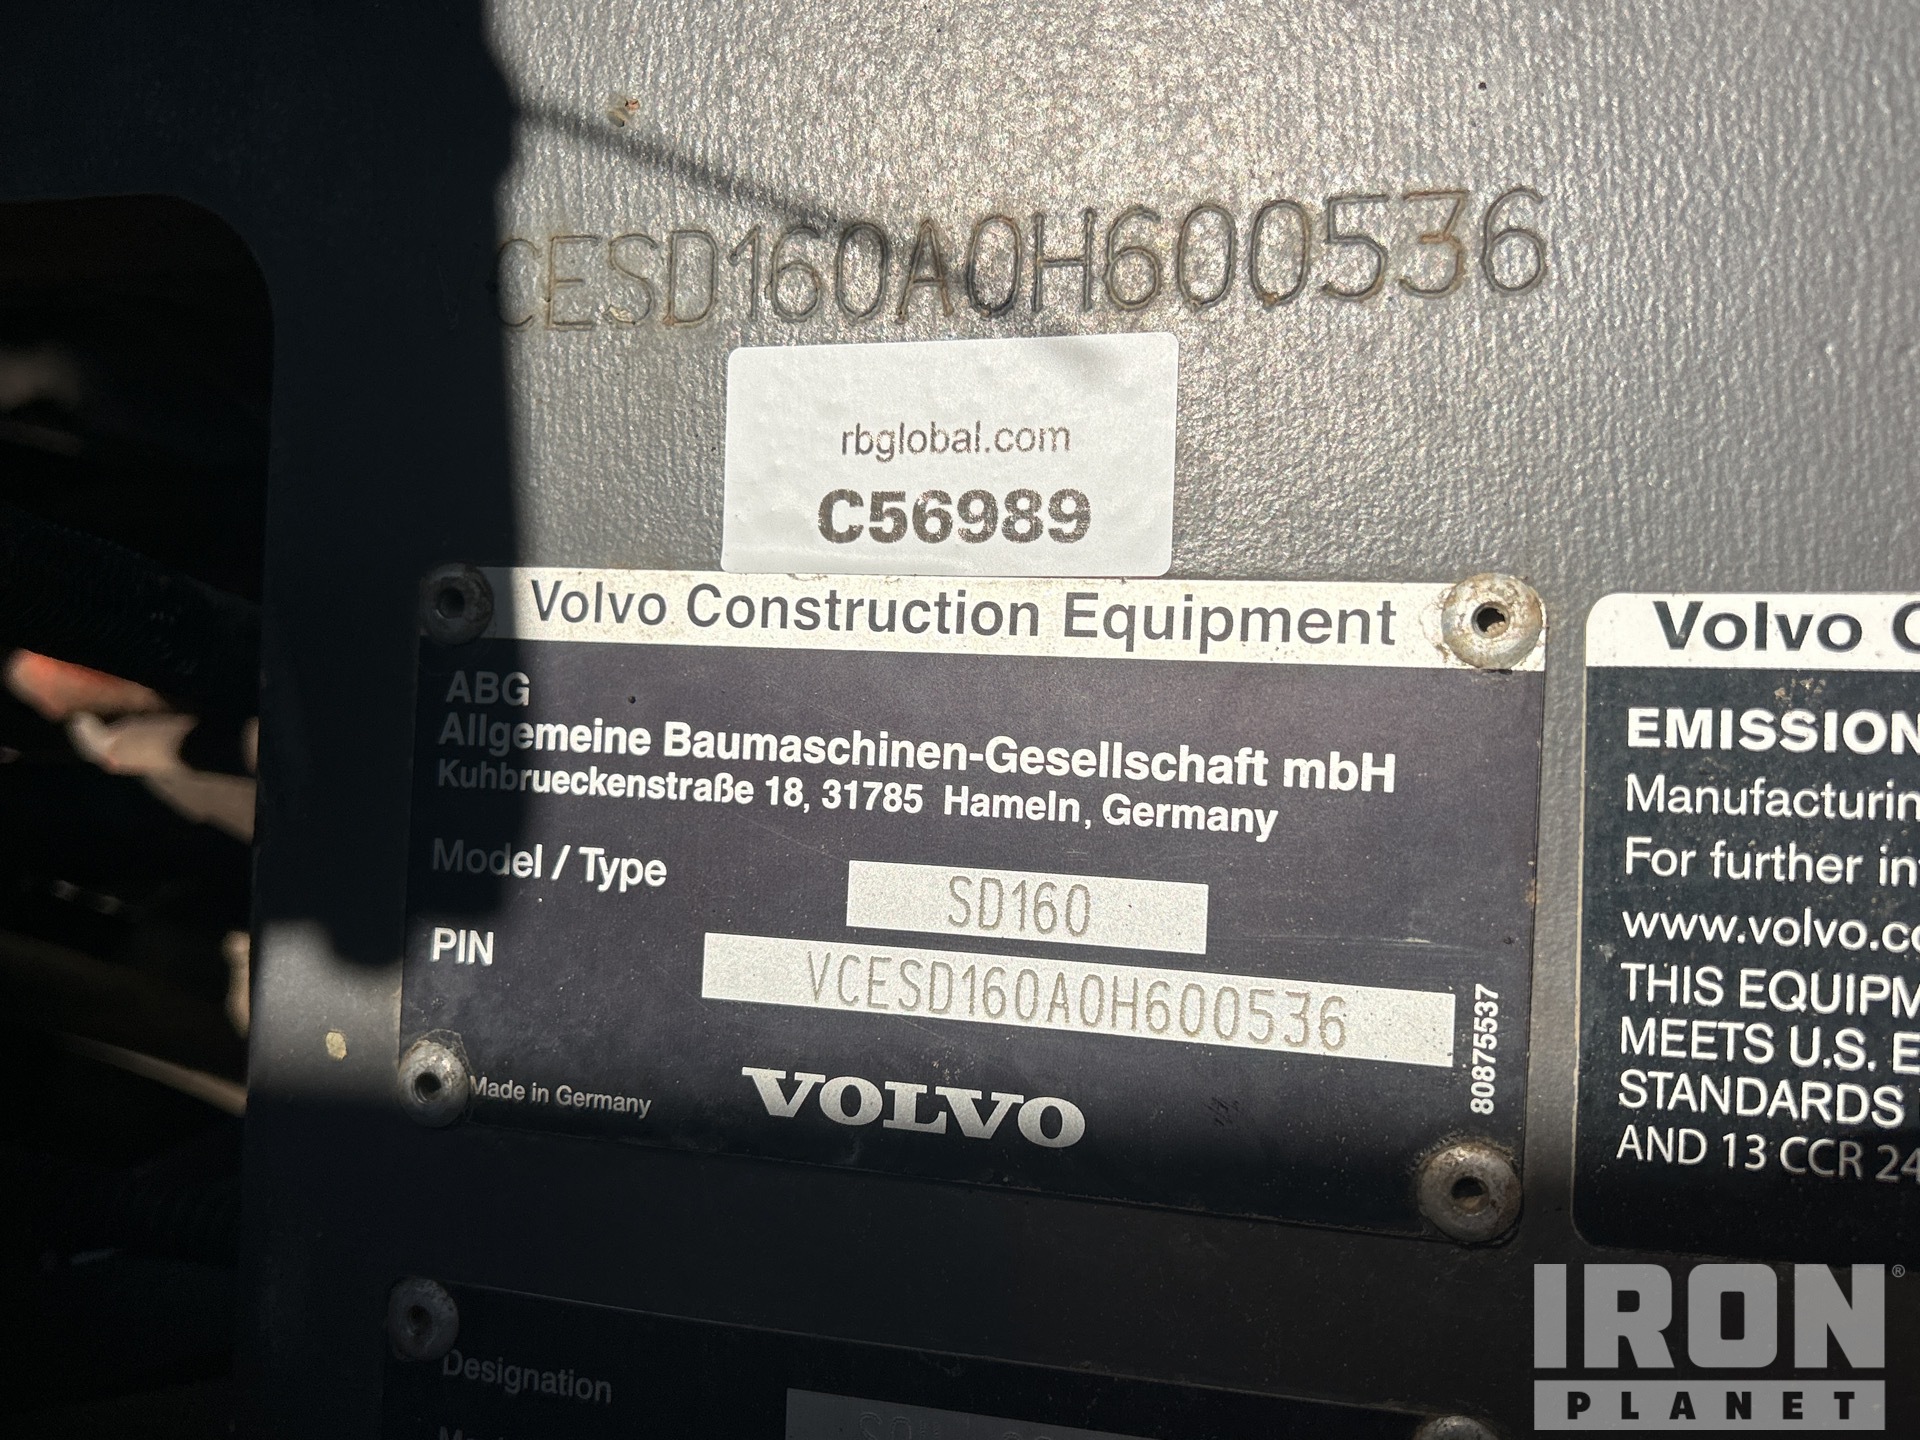 VCESD160A0H600536
rbglobal.com
C56989
Volvo Construction Equipment
ABG
Allgemeine Baumaschinen-Gesellschaft mbH
Kuhbrueckenstraße 18, 31785 Hameln, Germany
Model / Type SD160
PIN VCESD160A0H600536
80875537
Made in Germany
VOLVO
Volvo C
EMISSION
Manufacturin
For further in
www.volvo.co
THIS EQUIPM
MEETS U.S. E
STANDARDS
AND 13 CCR 24
Designation
IRON
PLANET
®